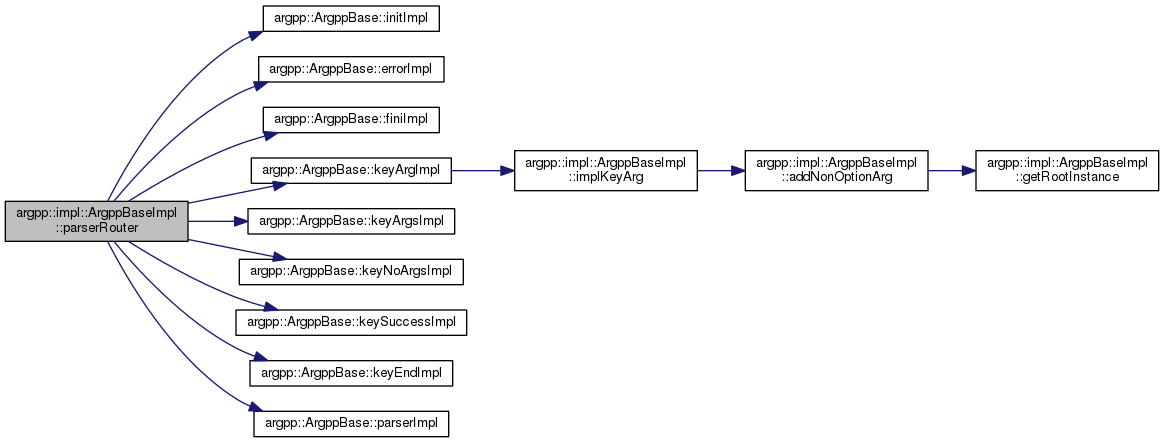 argpp::ArgppBase::initImpl
argpp::ArgppBase::errorImpl
argpp::ArgppBase::finiImpl
argpp::ArgppBase::keyArgImpl
argpp::impl::ArgppBaseImpl
::implKeyArg
argpp::impl::ArgppBaseImpl
::addNonOptionArg
argpp::impl::ArgppBaseImpl
::getRootInstance
argpp::impl::ArgppBaseImpl
::parserRouter
argpp::ArgppBase::keyArgsImpl
argpp::ArgppBase::keyNoArgsImpl
argpp::ArgppBase::keySuccessImpl
argpp::ArgppBase::keyEndImpl
argpp::ArgppBase::parserImpl